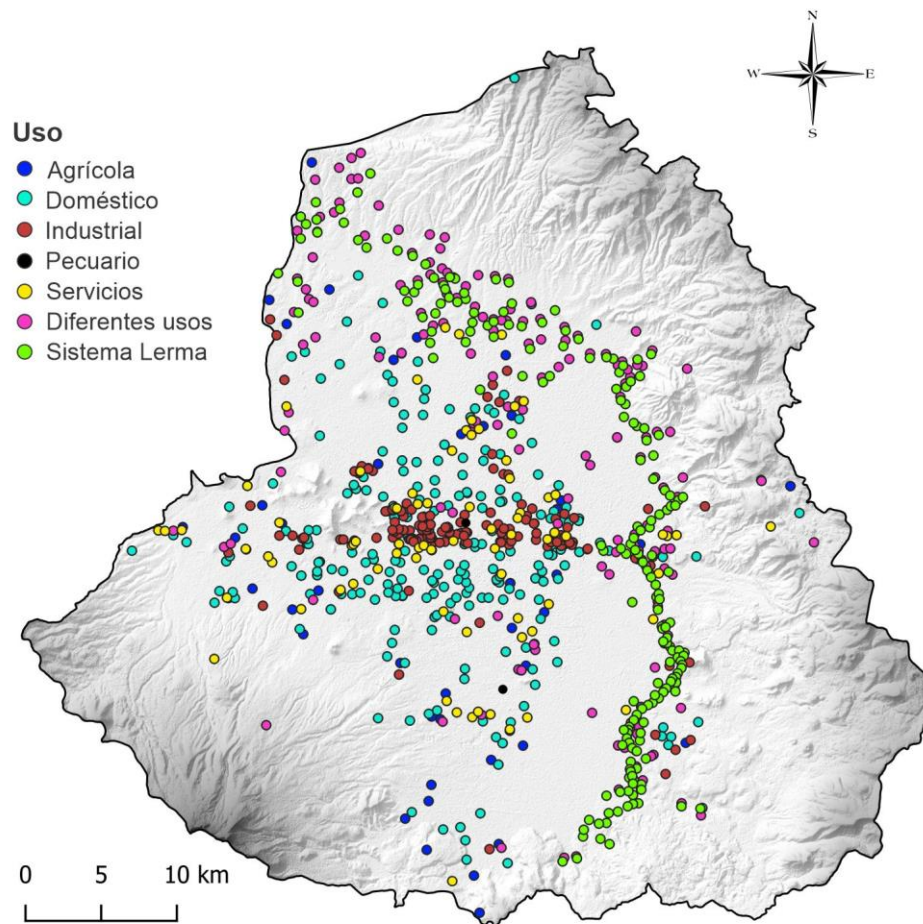 N
W E
S
Uso
Agrícola
Doméstico
Industrial
Pecuario
Servicios
Diferentes usos
Sistema Lerma
0 5 10 km